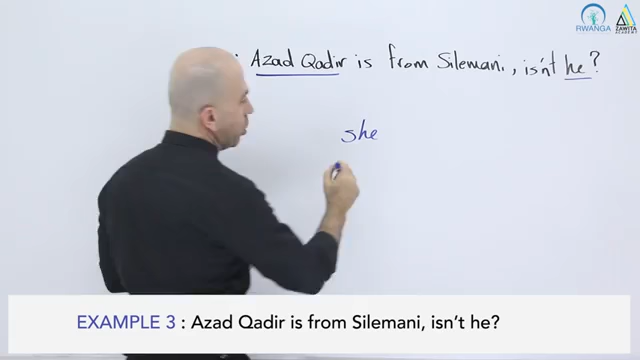 RWANGA
ZAWITA
ACADEMY
: Azad Qadir is from Silemani, isn't he?
she
EXAMPLE 3 : Azad Qadir is from Silemani, isn't he?